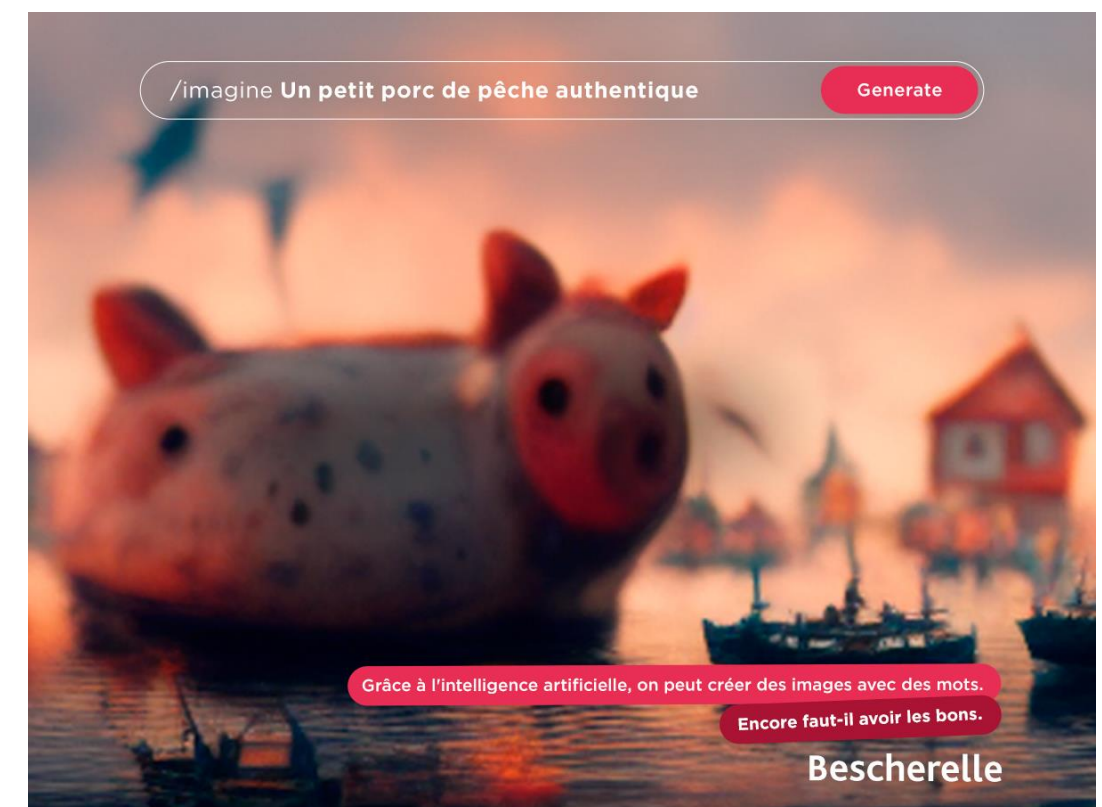 /imagine Un petit porc de pêche authentique
Generate
Grâce à l'intelligence artificielle, on peut créer des images avec des mots.
Encore faut-il avoir les bons.
Bescherelle